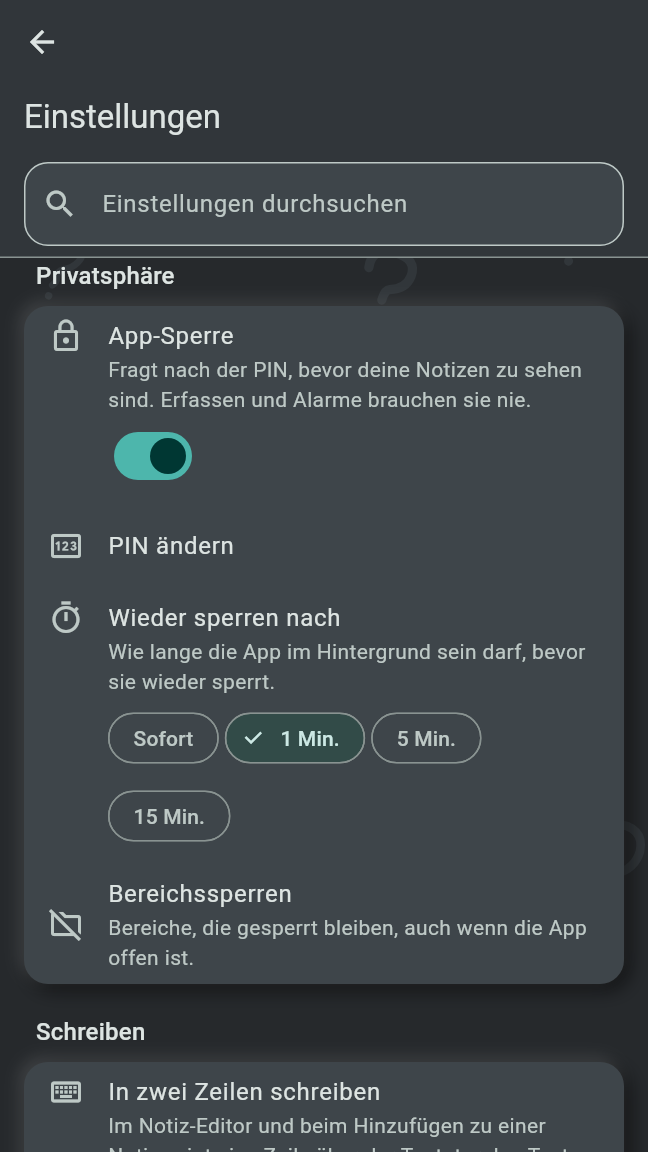 Einstellungen
Einstellungen durchsuchen
Privatsphäre
App-Sperre
Fragt nach der PIN, bevor deine Notizen zu sehen
sind. Erfassen und Alarme brauchen sie nie.
123
PIN ändern
Wieder sperren nach
Wie lange die App im Hintergrund sein darf, bevor
sie wieder sperrt.
Sofort
1 Min.
5 Min.
15 Min.
Bereichssperren
Bereiche, die gesperrt bleiben, auch wenn die App
offen ist.
Schreiben
In zwei Zeilen schreiben
Im Notiz-Editor und beim Hinzufügen zu einer